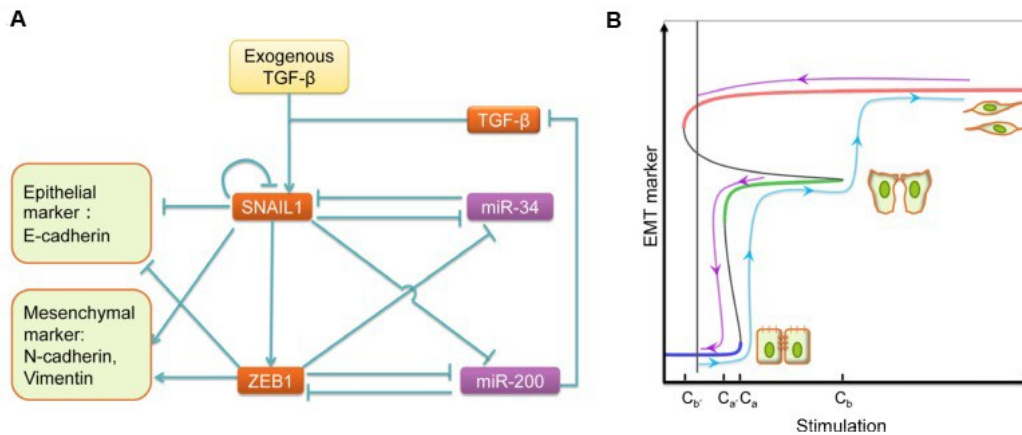 A
Exogenous
TGF-β
TGF-β
Epithelial
marker :
E-cadherin
SNAIL1
miR-34
Mesenchymal
marker:
N-cadherin,
Vimentin
ZEB1
miR-200
B
EMT marker
Cb' Ca' Ca Cb
Stimulation